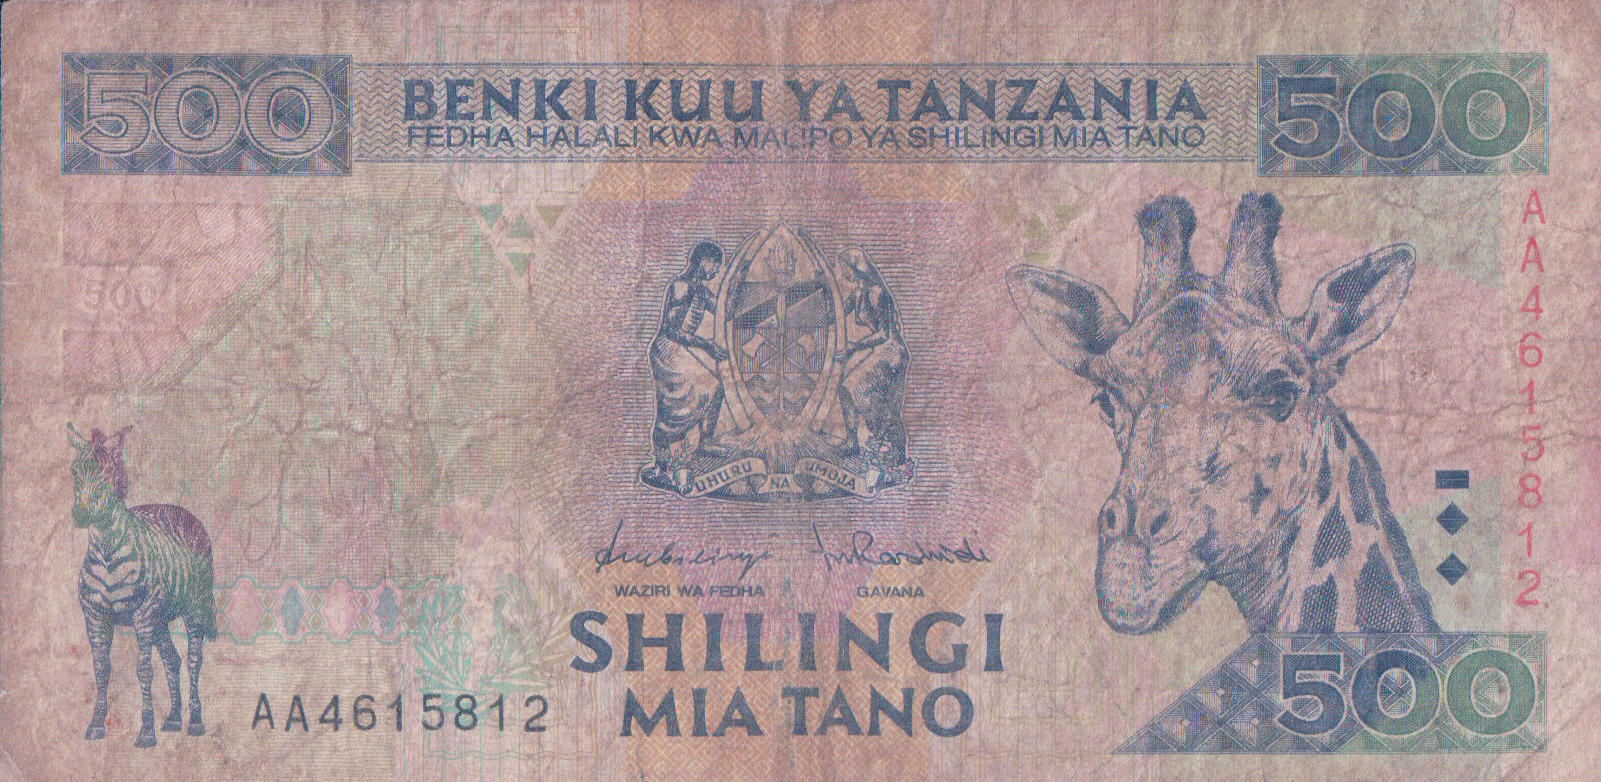 500 BENKI KUU YA TANZANIA 500
FEDHA HALALI KWA MALIPO YA SHILINGI MIA TANO
AA4615812
500
UHURU NA UMOJA
WAZIRI WA FEDHA GAVANA
SHILINGI
MIA TANO
AA4615812
500